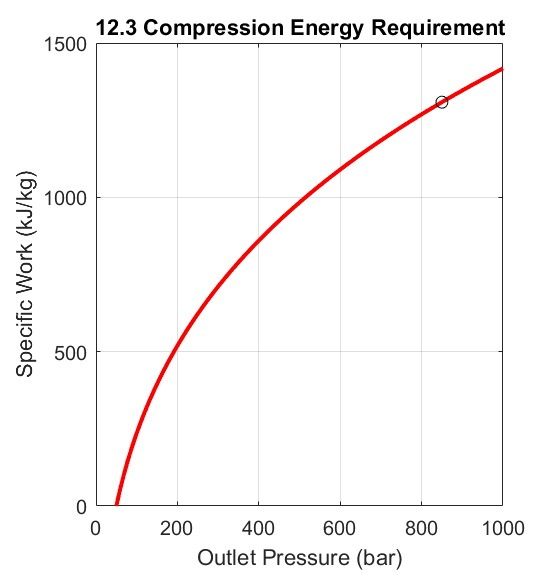 12.3 Compression Energy Requirement
1500
1000
500
0
Specific Work (kJ/kg)
0 200 400 600 800 1000
Outlet Pressure (bar)